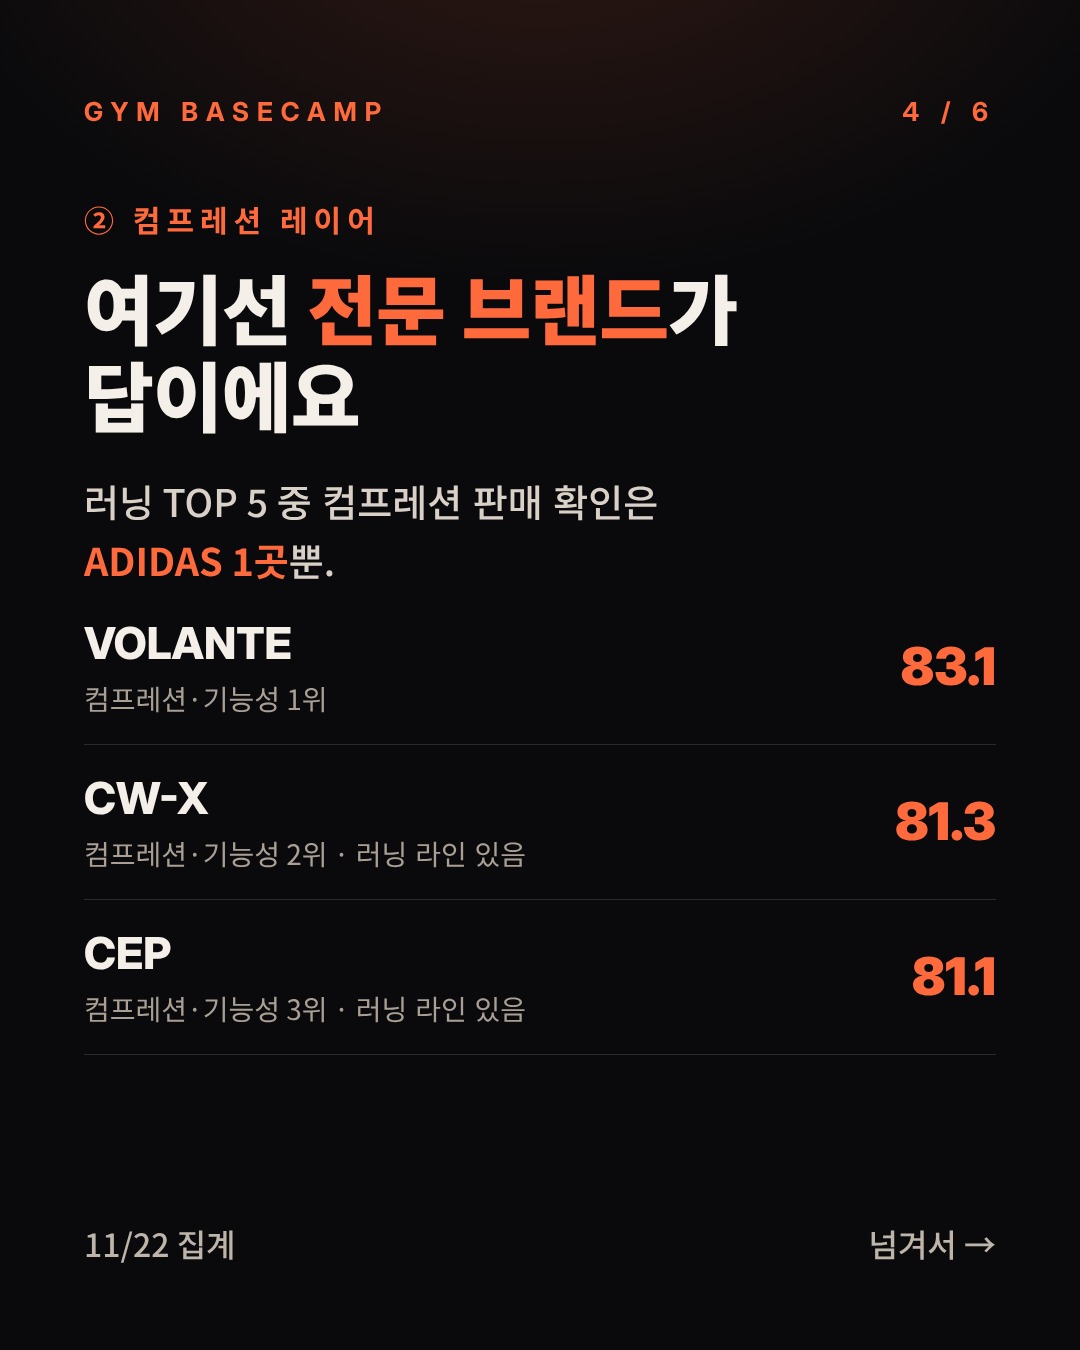 GYM BASECAMP
4 / 6
② 컴프레션 레이어
여기선 전문 브랜드가
답이에요
러닝 TOP 5 중 컴프레션 판매 확인은
ADIDAS 1곳뿐.
VOLANTE
83.1
컴프레션·기능성 1위
CW-X
81.3
컴프레션·기능성 2위 · 러닝 라인 있음
CEP
81.1
컴프레션·기능성 3위 · 러닝 라인 있음
11/22 집계
넘겨서 →